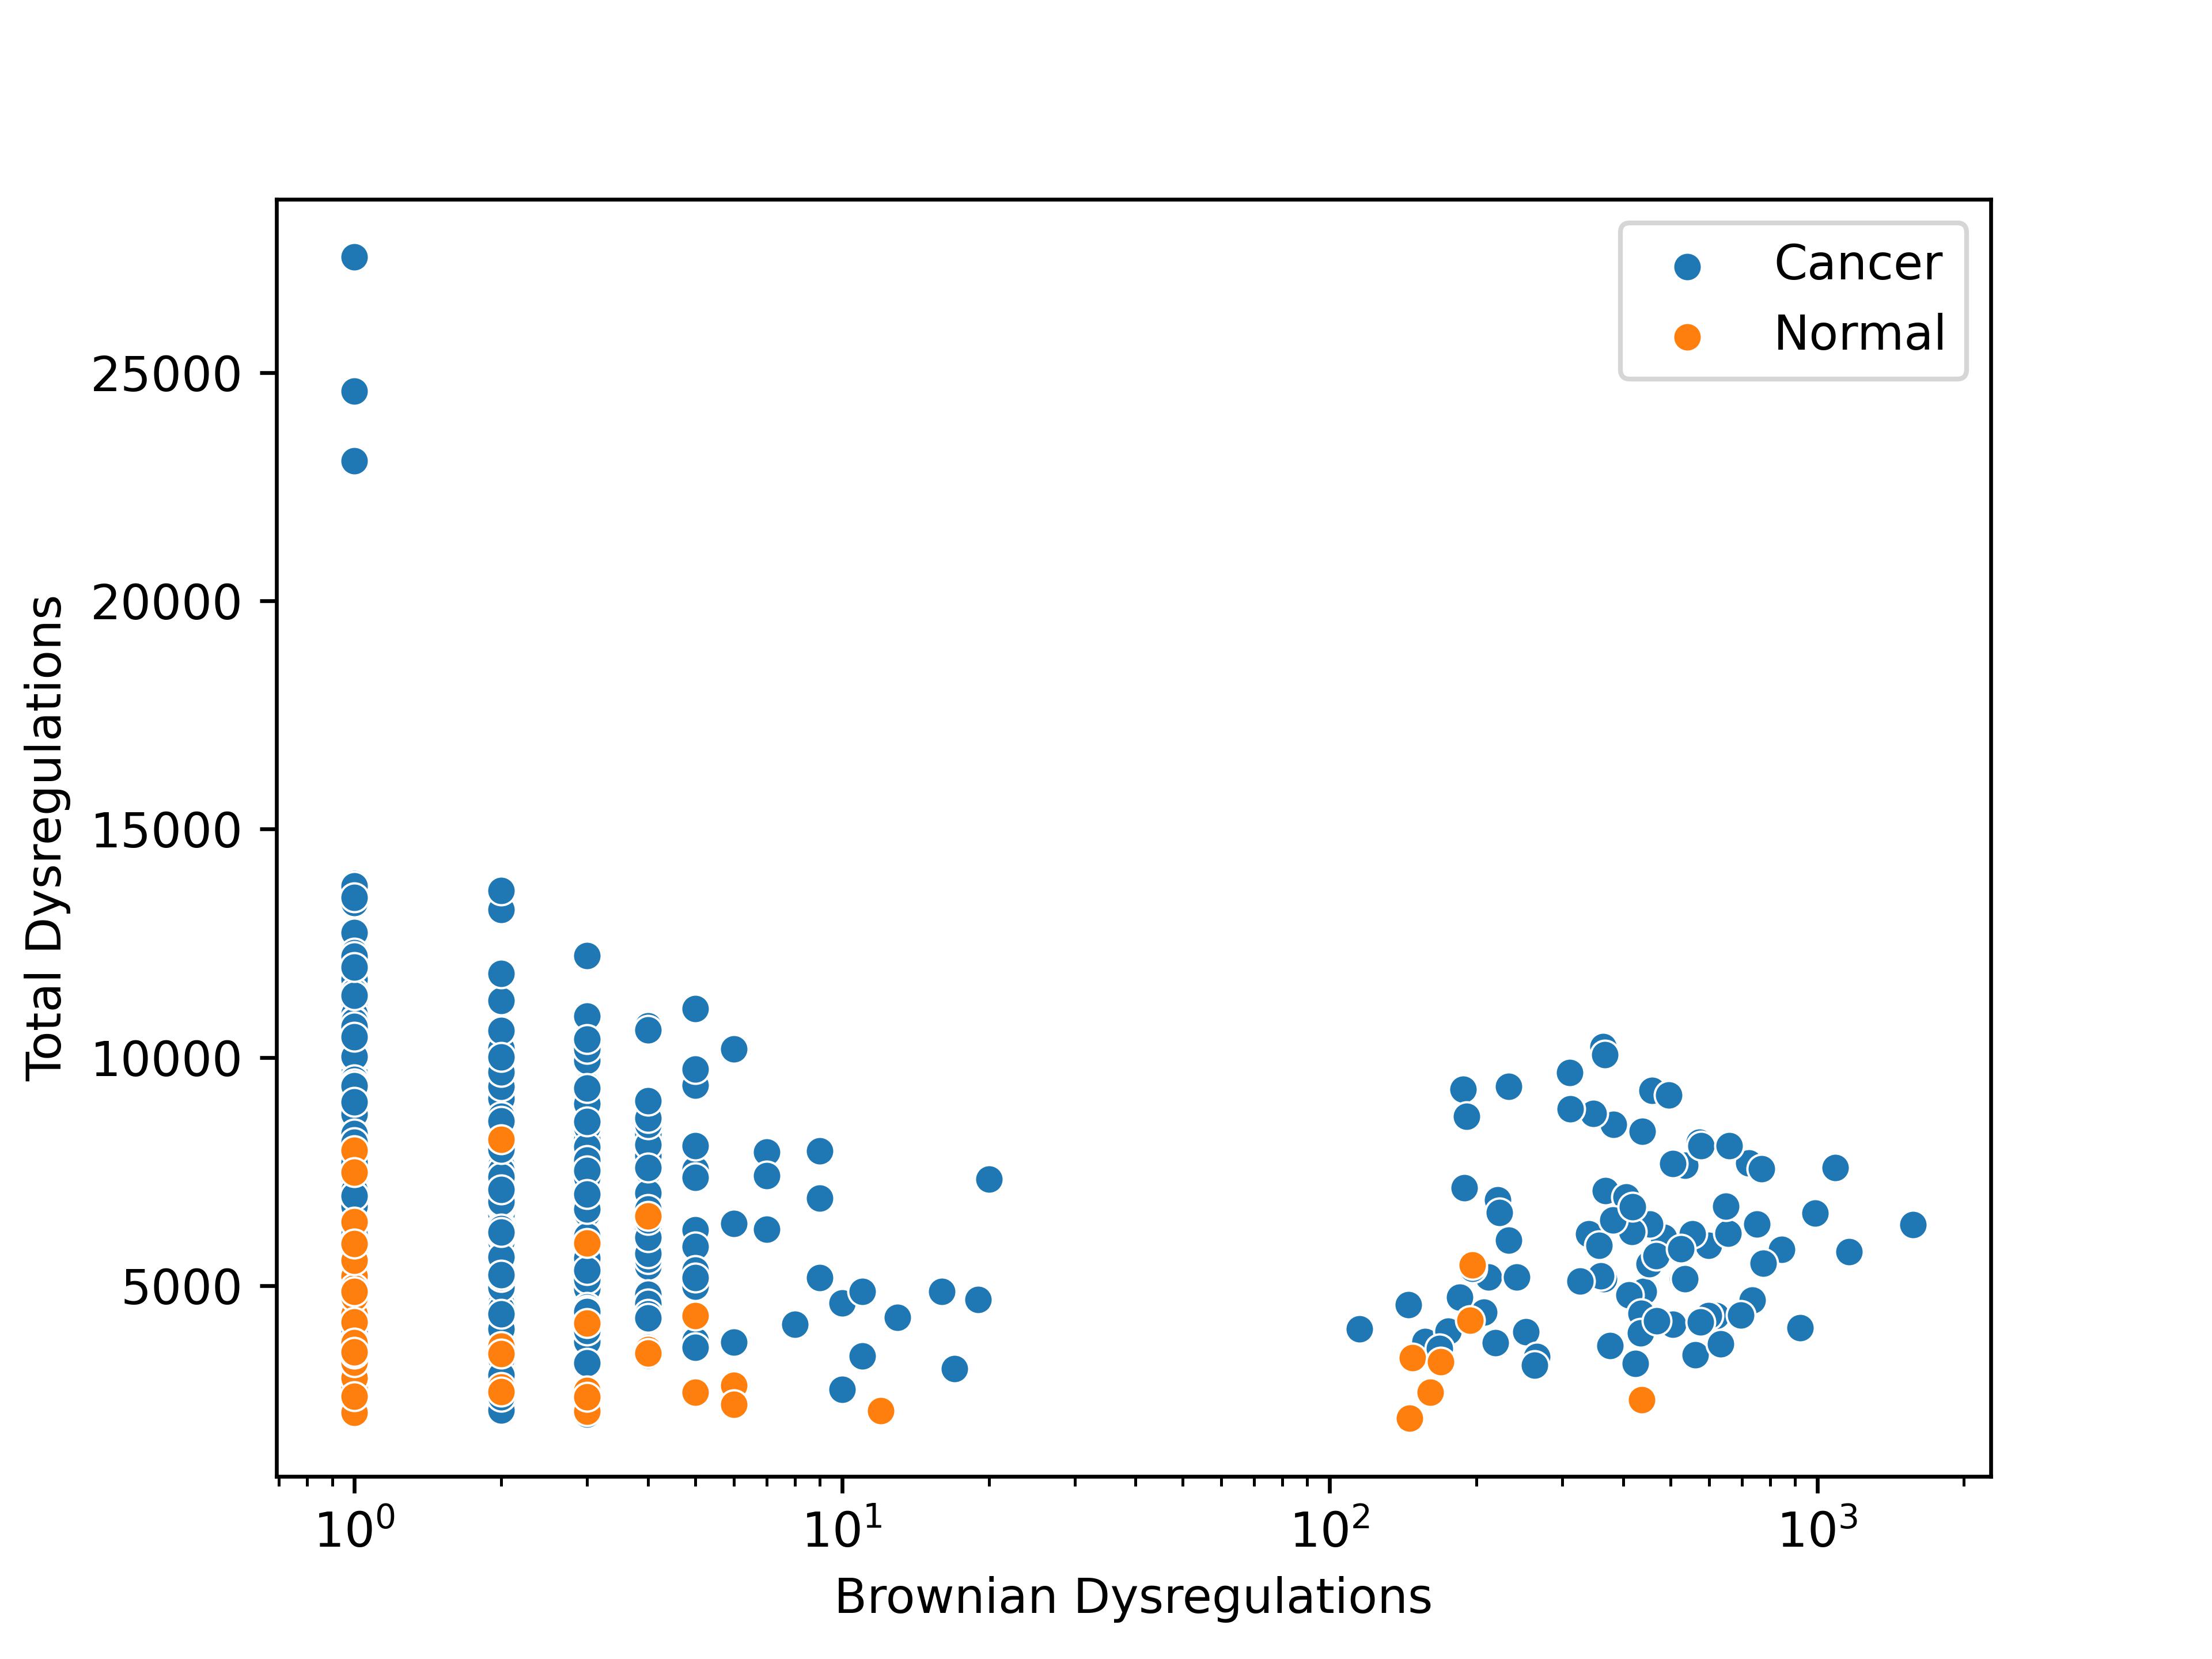 Cancer
Normal
25000
20000
15000
10000
5000
Total Dysregulations
10⁰
10¹
10²
10³
Brownian Dysregulations